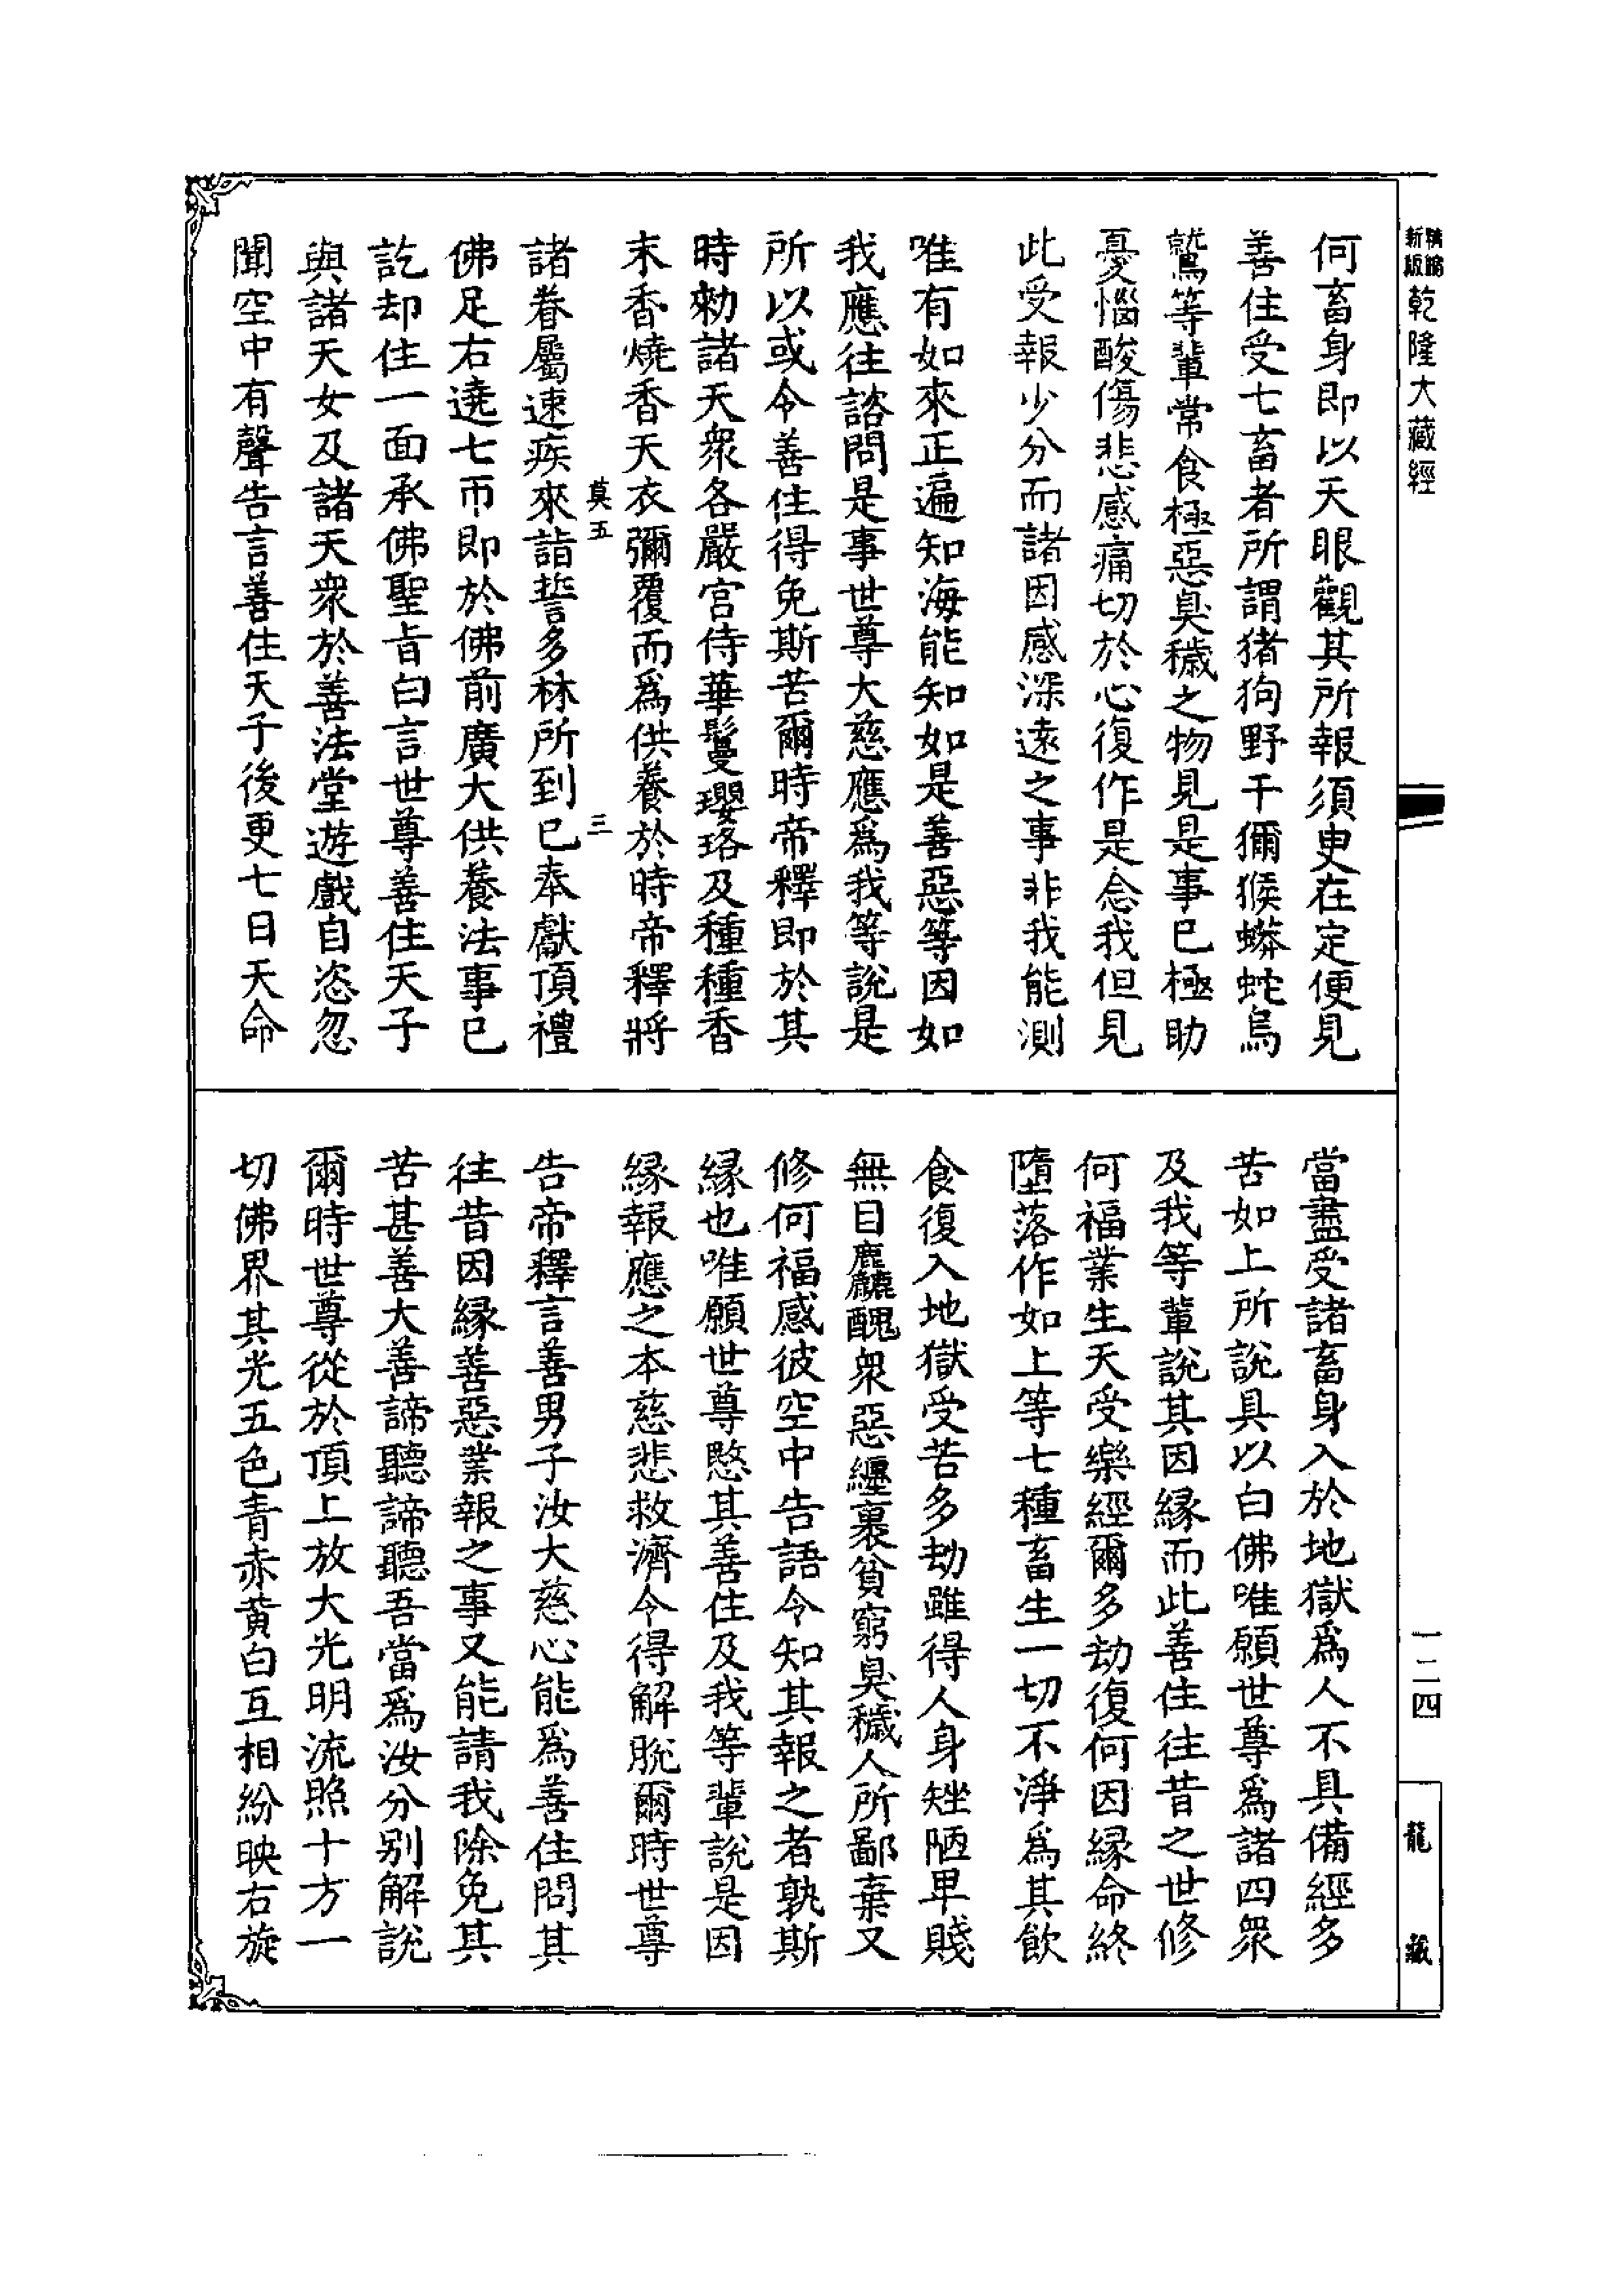 精縮新版乾隆大藏經
一二四
龍藏
何畜身即以天眼觀其所報須臾在定便見
善住受七畜者所謂猪狗野干獼猴蟒蛇烏
鷲等輩常食極惡臭穢之物見是事已極助
憂惱酸傷悲感痛切於心復作是念我但見
此受報少分而諸因感深遠之事非我能測
唯有如來正遍知海能知如是善惡等因如
我應往諮問是事世尊大慈應爲我等說是
所以或令善住得免斯苦爾時帝釋即於其
時勑諸天衆各嚴宫侍華鬘瓔珞及種種香
末香燒香天衣彌覆而爲供養於時帝釋將
莫五
三
諸眷屬速疾來詣誓多林所到已奉獻頂禮
佛足右遶七帀即於佛前廣大供養法事已
訖却住一面承佛聖旨白言世尊善住天子
與諸天女及諸天衆於善法堂遊戲自恣忽
聞空中有聲告言善住天子後更七日天命
當盡受諸畜身入於地獄爲人不具備經多
苦如上所說具以白佛唯願世尊爲諸四衆
及我等輩說其因緣而此善住往昔之世修
何福業生天受樂經爾多劫復何因緣命終
墮落作如上等七種畜生一切不淨爲其飲
食復入地獄受苦多劫雖得人身矬陋卑賤
無目麤醜衆惡纏裹貧窮臭穢人所鄙棄又
修何福感彼空中告語令知其報之者孰斯
緣也唯願世尊愍其善住及我等輩說是因
緣報應之本慈悲救濟令得解脫爾時世尊
告帝釋言善男子汝大慈心能爲善住問其
往昔因緣善惡業報之事又能請我除免其
苦甚善大善諦聽諦聽吾當爲汝分别解說
爾時世尊從於頂上放大光明流照十方一
切佛界其光五色青赤黄白互相紛映右旋